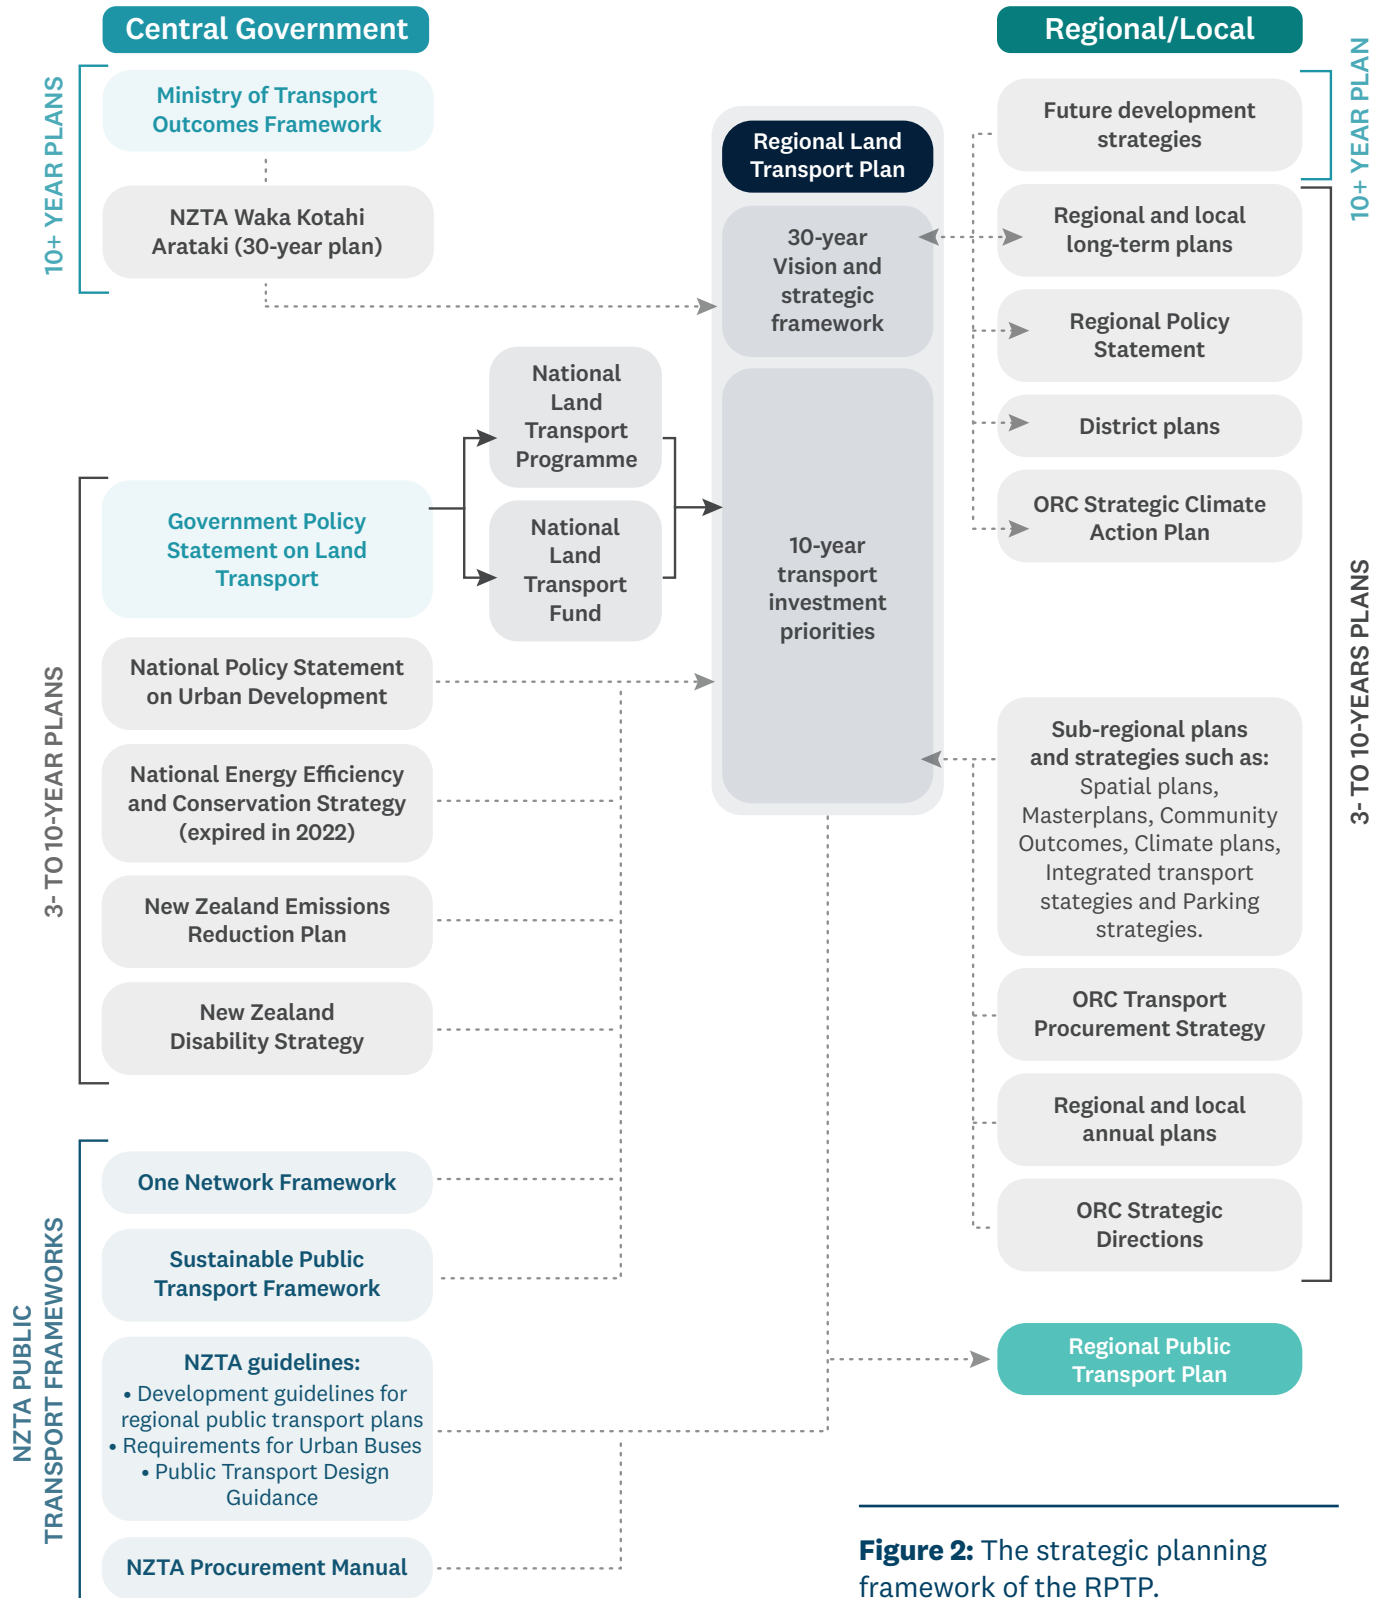 Central Government
10+ YEAR PLANS
Ministry of Transport
Outcomes Framework
NZTA Waka Kotahi
Arataki (30-year plan)
3- TO 10-YEAR PLANS
Government Policy
Statement on Land
Transport
National
Land
Transport
Programme
National
Land
Transport
Fund
National Policy Statement
on Urban Development
National Energy Efficiency
and Conservation Strategy
(expired in 2022)
New Zealand Emissions
Reduction Plan
New Zealand
Disability Strategy
NZTA PUBLIC
TRANSPORT FRAMEWORKS
One Network Framework
Sustainable Public
Transport Framework
NZTA guidelines:
• Development guidelines for
regional public transport plans
• Requirements for Urban Buses
• Public Transport Design
Guidance
NZTA Procurement Manual
Regional Land
Transport Plan
30-year
Vision and
strategic
framework
10-year
transport
investment
priorities
Regional/Local
10+ YEAR PLAN
Future development
strategies
3- TO 10-YEARS PLANS
Regional and local
long-term plans
Regional Policy
Statement
District plans
ORC Strategic Climate
Action Plan
Sub-regional plans
and strategies such as:
Spatial plans,
Masterplans, Community
Outcomes, Climate plans,
Integrated transport
stategies and Parking
strategies.
ORC Transport
Procurement Strategy
Regional and local
annual plans
ORC Strategic
Directions
Regional Public
Transport Plan
Figure 2: The strategic planning
framework of the RPTP.